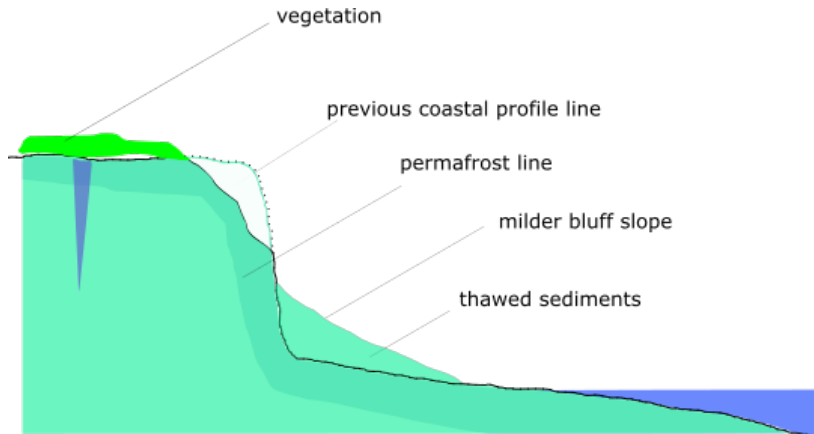 vegetation
previous coastal profile line
permafrost line
milder bluff slope
thawed sediments